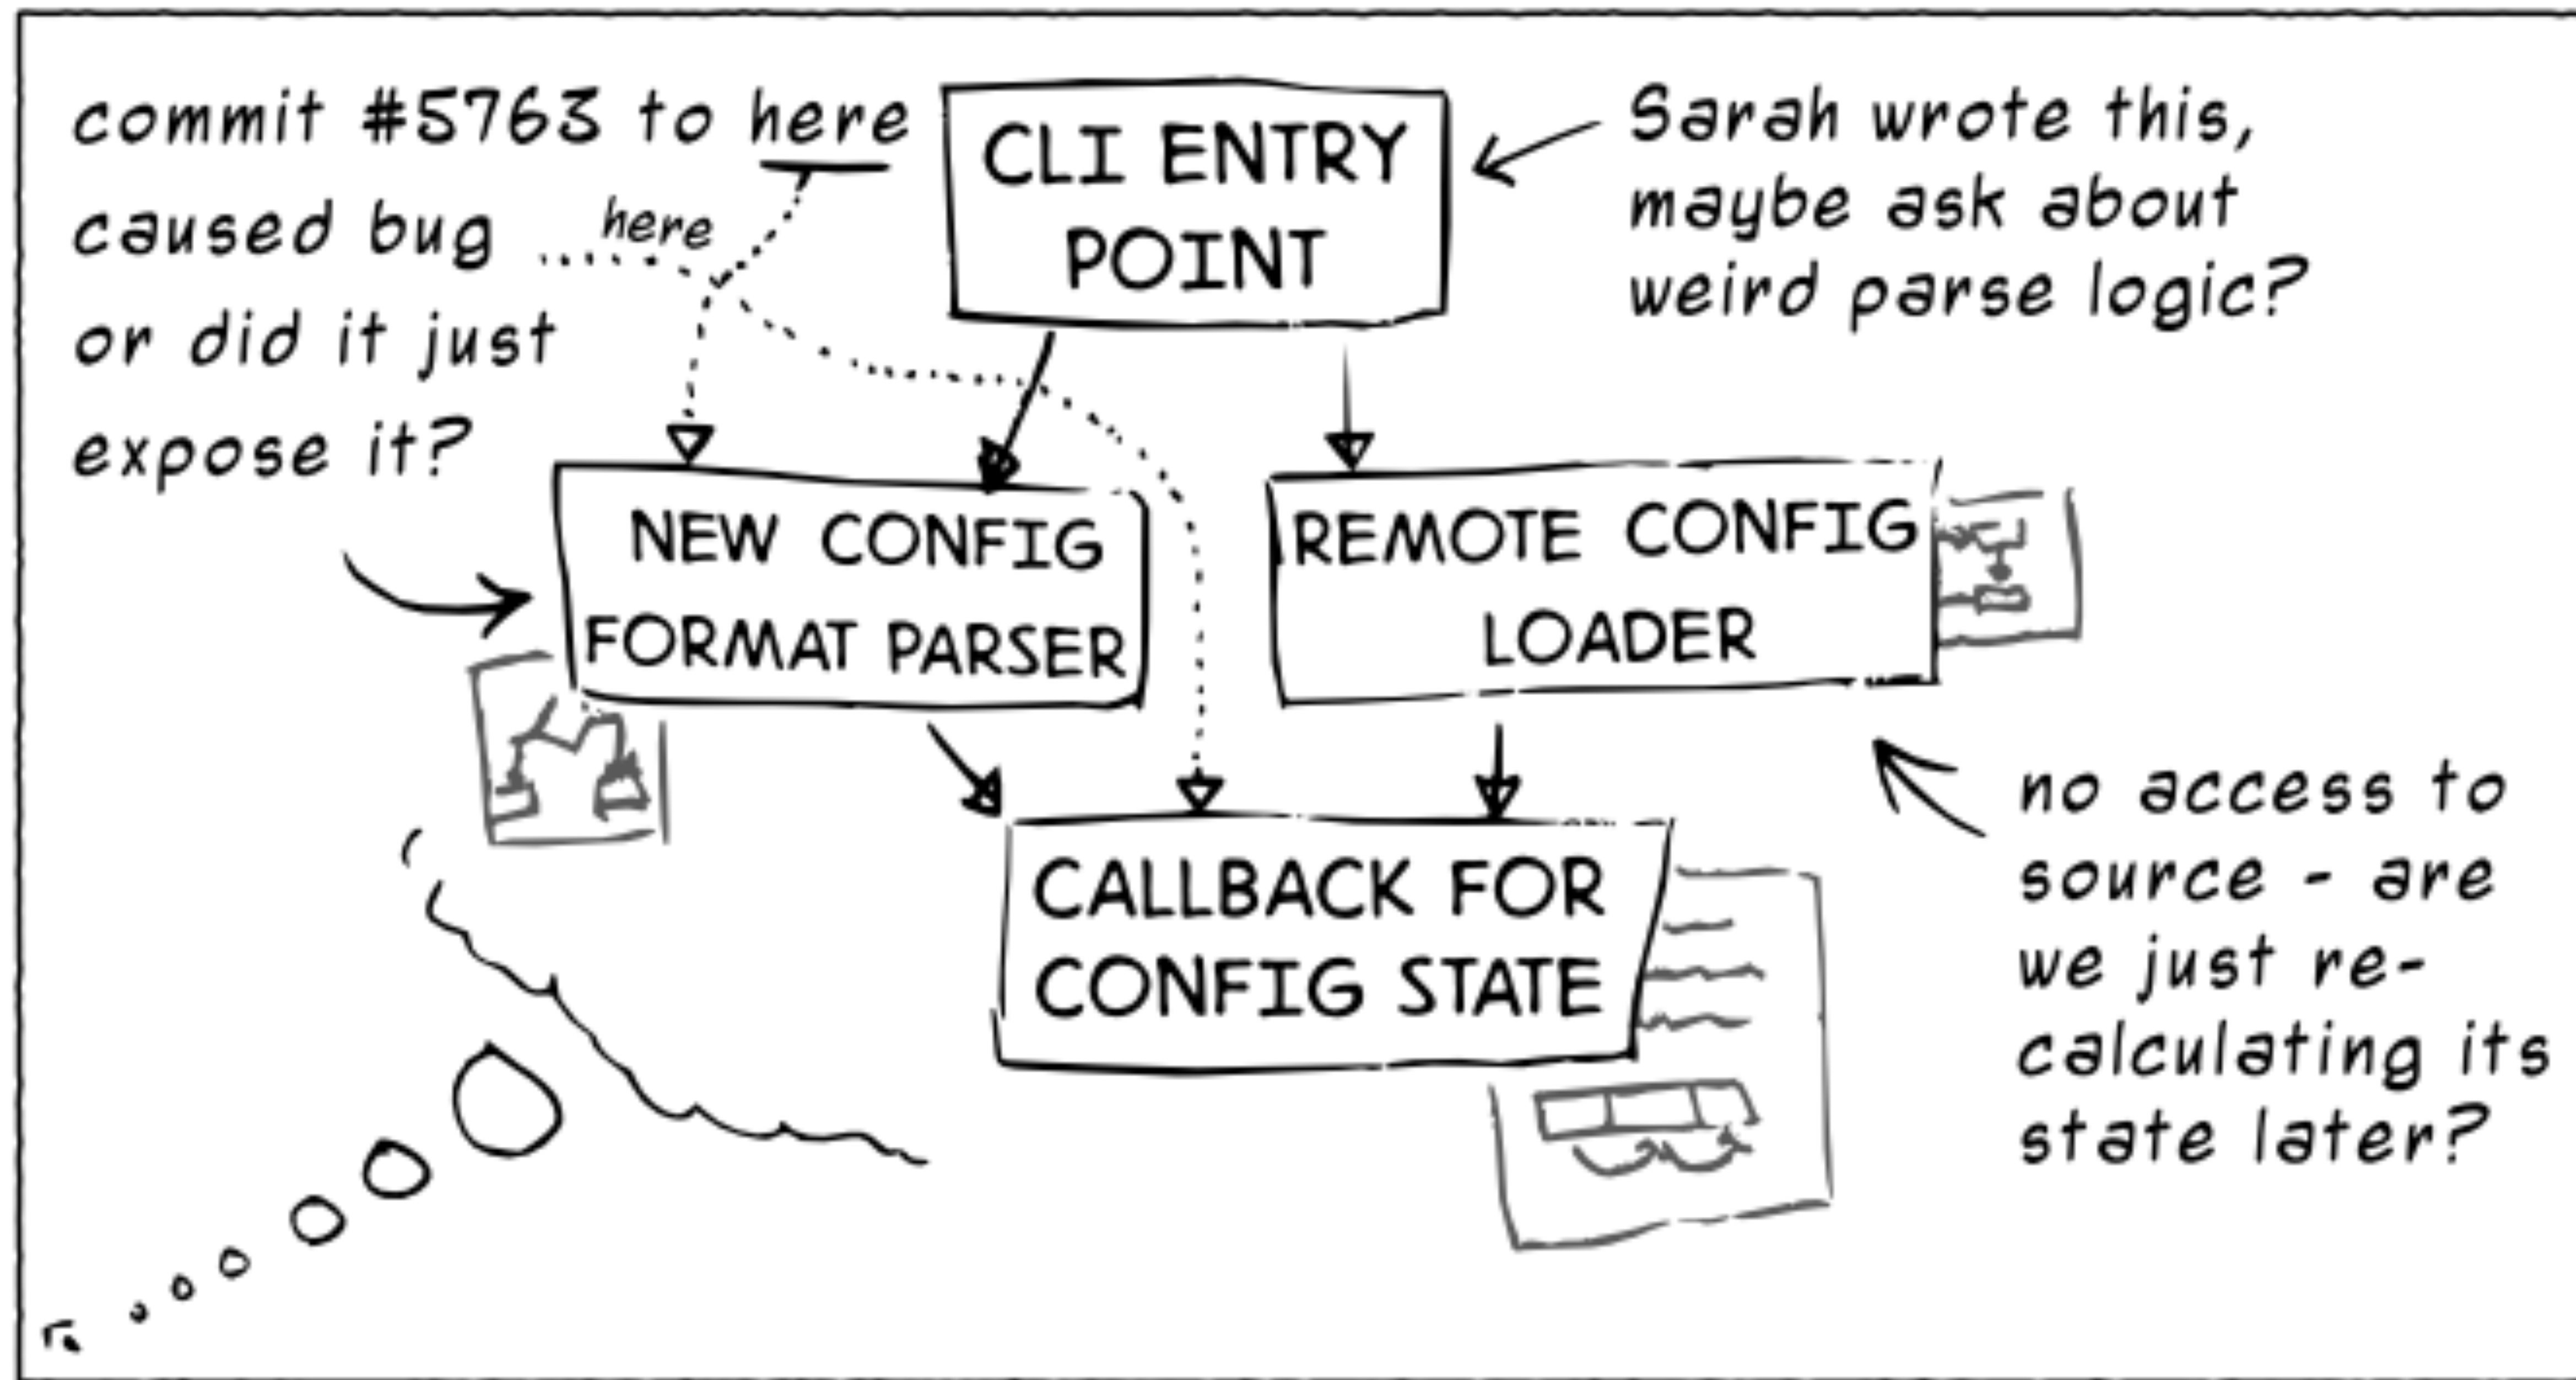 commit #5763 to here
caused bug
here
or did it just
expose it?
CLI ENTRY
POINT
Sarah wrote this,
maybe ask about
weird parse logic?
NEW CONFIG
FORMAT PARSER
REMOTE CONFIG
LOADER
CALLBACK FOR
CONFIG STATE
no access to
source - are
we just re-
calculating its
state later?